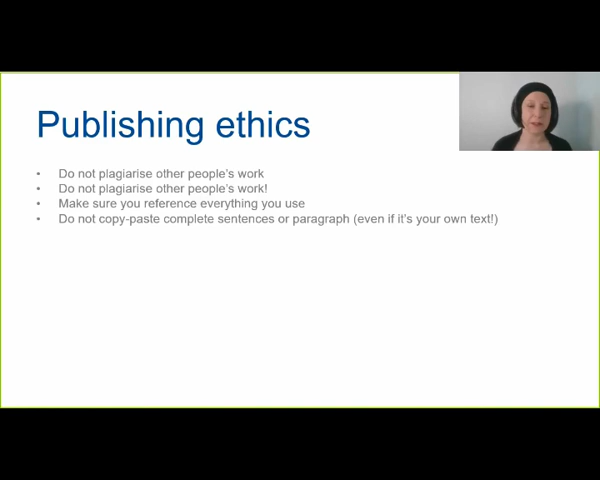 Publishing ethics
• Do not plagiarise other people's work
• Do not plagiarise other people's work!
• Make sure you reference everything you use
• Do not copy-paste complete sentences or paragraph (even if it's your own text!)